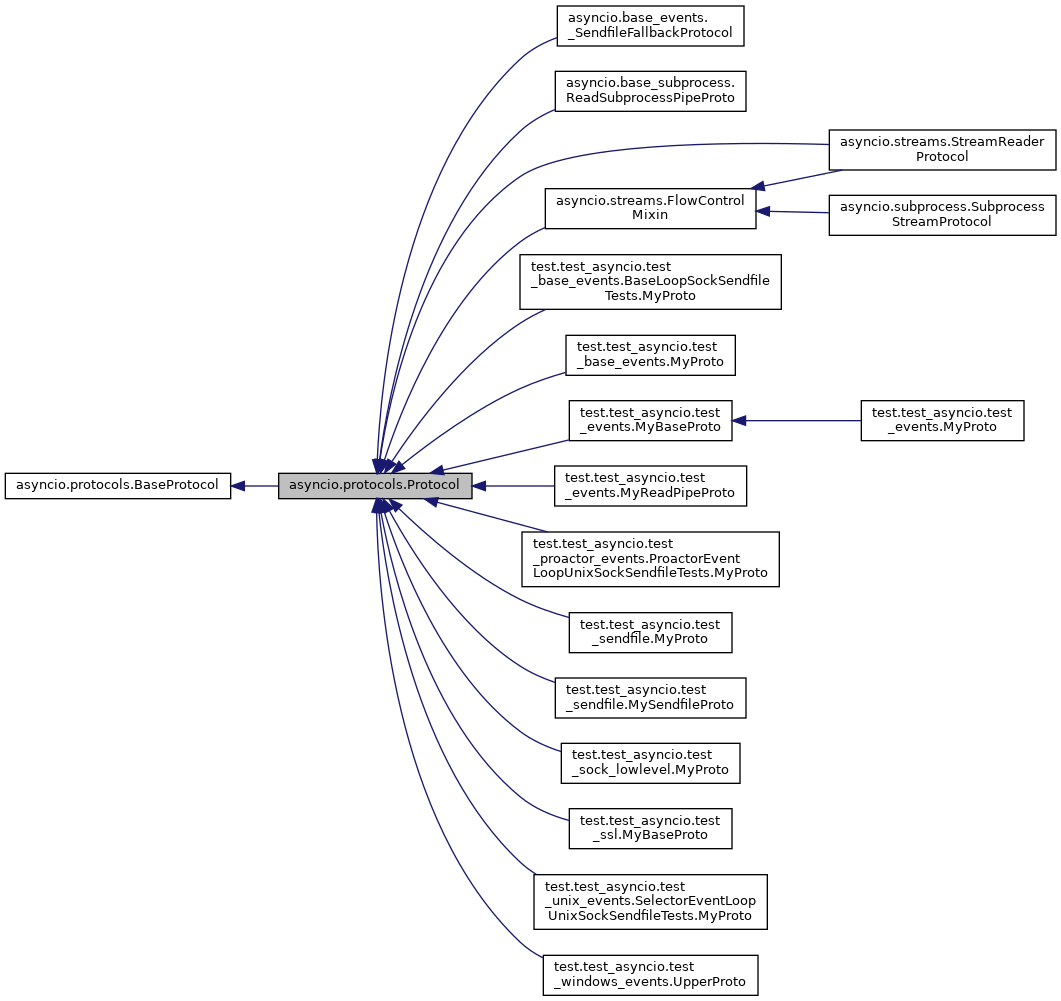 asyncio.base_events.
_SendfileFallbackProtocol
asyncio.base_subprocess.
ReadSubprocessPipeProto
asyncio.streams.StreamReader
Protocol
asyncio.streams.FlowControl
Mixin
asyncio.subprocess.Subprocess
StreamProtocol
test.test_asyncio.test
_base_events.BaseLoopSockSendfile
Tests.MyProto
test.test_asyncio.test
_base_events.MyProto
test.test_asyncio.test
_events.MyBaseProto
test.test_asyncio.test
_events.MyProto
asyncio.protocols.BaseProtocol
asyncio.protocols.Protocol
test.test_asyncio.test
_events.MyReadPipeProto
test.test_asyncio.test
_proactor_events.ProactorEvent
LoopUnixSockSendfileTests.MyProto
test.test_asyncio.test
_sendfile.MyProto
test.test_asyncio.test
_sendfile.MySendfileProto
test.test_asyncio.test
_sock_lowlevel.MyProto
test.test_asyncio.test
_ssl.MyBaseProto
test.test_asyncio.test
_unix_events.SelectorEventLoop
UnixSockSendfileTests.MyProto
test.test_asyncio.test
_windows_events.UpperProto